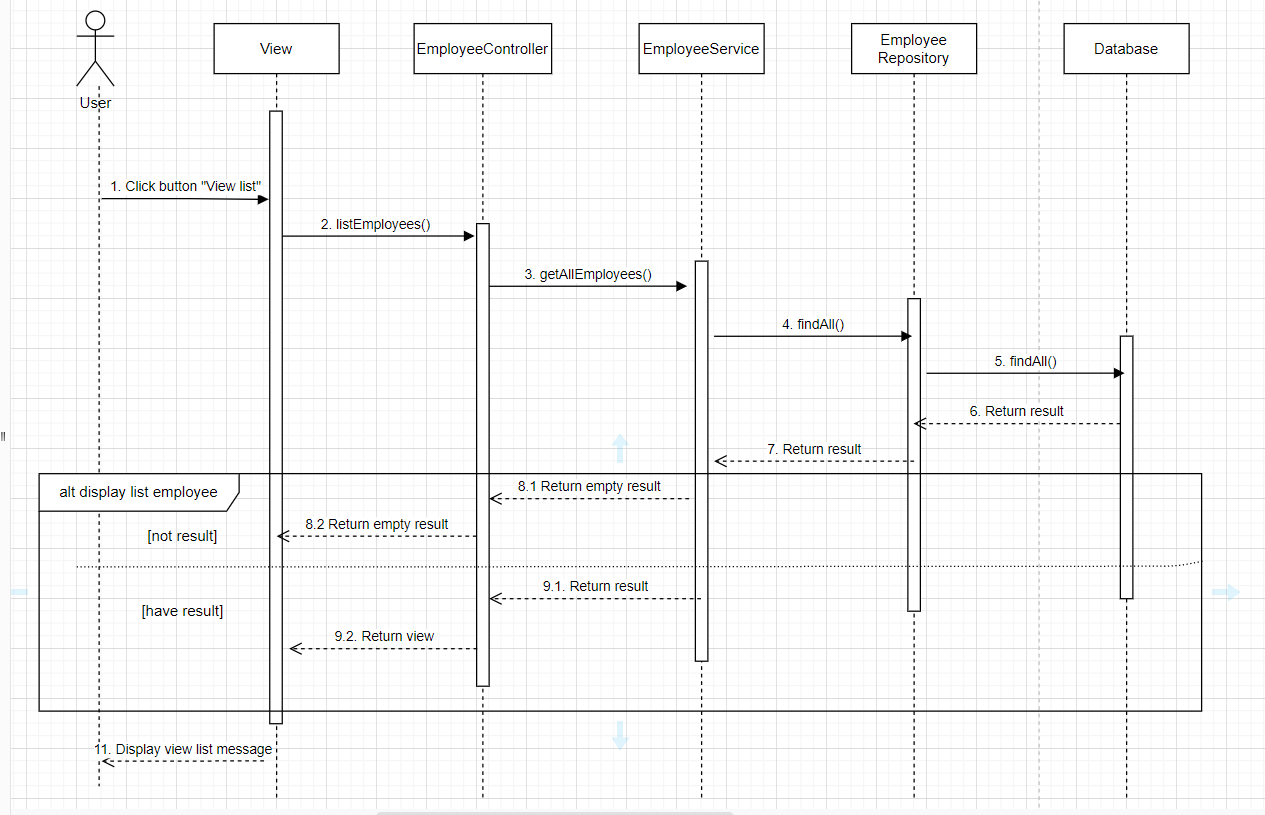 User
View
EmployeeController
EmployeeService
Employee
Repository
Database
1. Click button "View list"
2. listEmployees()
3. getAllEmployees()
4. findAll()
5. findAll()
6. Return result
7. Return result
alt display list employee
8.1 Return empty result
8.2 Return empty result
[not result]
9.1. Return result
[have result]
9.2. Return view
11. Display view list message